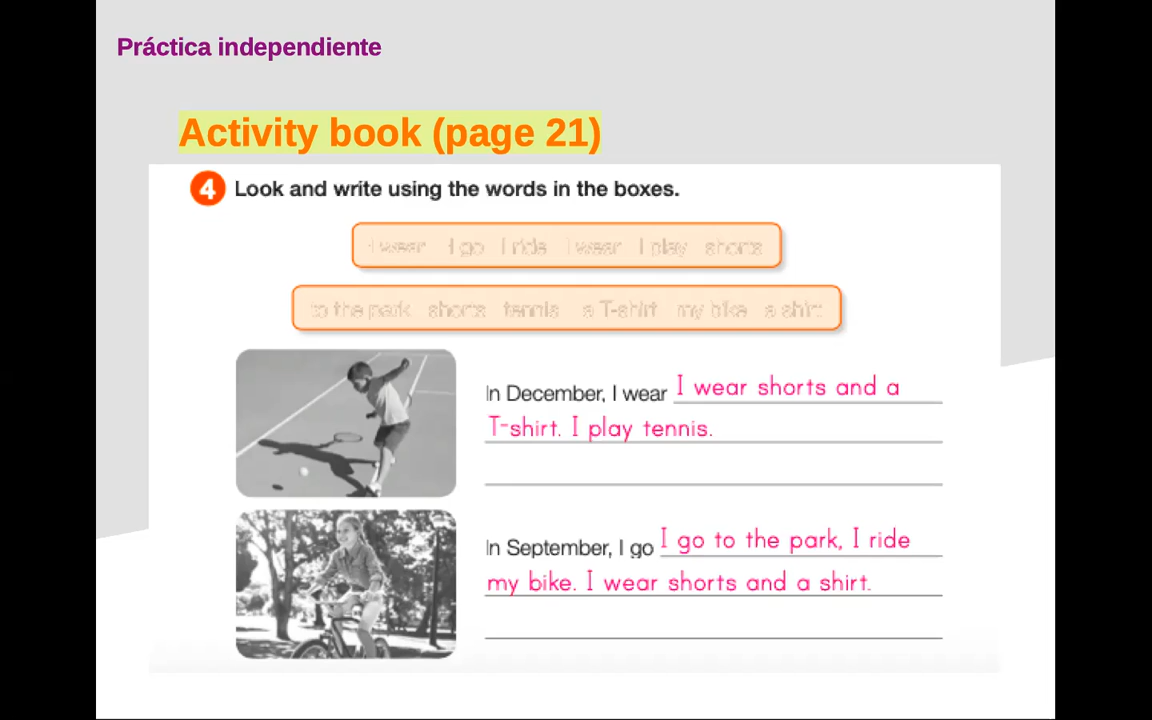 Práctica independiente
Activity book (page 21)
4 Look and write using the words in the boxes.
I wear I go I ride I wear I play shorts
to the park shorts tennis a T-shirt my bike a shirt
In December, I wear I wear shorts and a
T-shirt. I play tennis.
In September, I go I go to the park, I ride
my bike. I wear shorts and a shirt.